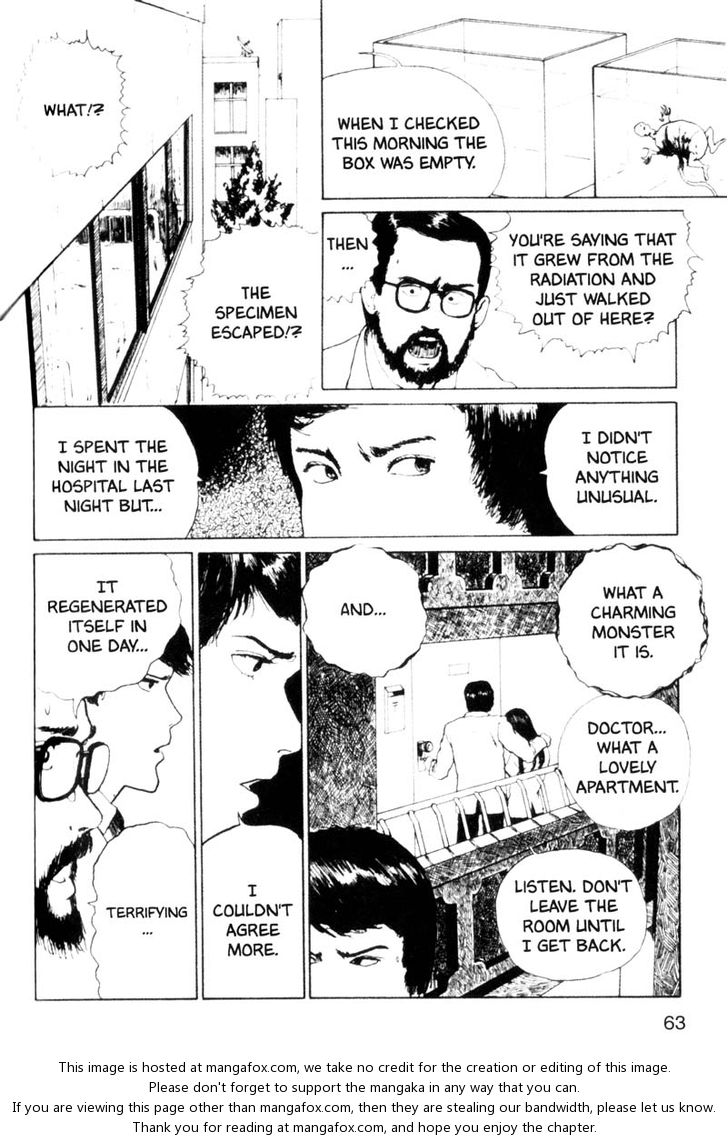 WHAT!?
THE
SPECIMEN
ESCAPED!?
WHEN I CHECKED
THIS MORNING THE
BOX WAS EMPTY.
THEN
...
YOU'RE SAYING THAT
IT GREW FROM THE
RADIATION AND
JUST WALKED
OUT OF HERE?
I SPENT THE
NIGHT IN THE
HOSPITAL LAST
NIGHT BUT...
I DIDN'T
NOTICE
ANYTHING
UNUSUAL.
IT
REGENERATED
ITSELF IN
ONE DAY...
TERRIFYING
...
I
COULDN'T
AGREE
MORE.
AND...
WHAT A
CHARMING
MONSTER
IT IS.
DOCTOR...
WHAT A
LOVELY
APARTMENT.
LISTEN. DON'T
LEAVE THE
ROOM UNTIL
I GET BACK.
63
This image is hosted at mangafox.com, we take no credit for the creation or editing of this image.
Please don't forget to support the mangaka in any way that you can.
If you are viewing this page other than mangafox.com, then they are stealing our bandwidth, please let us know.
Thank you for reading at mangafox.com, and hope you enjoy the chapter.